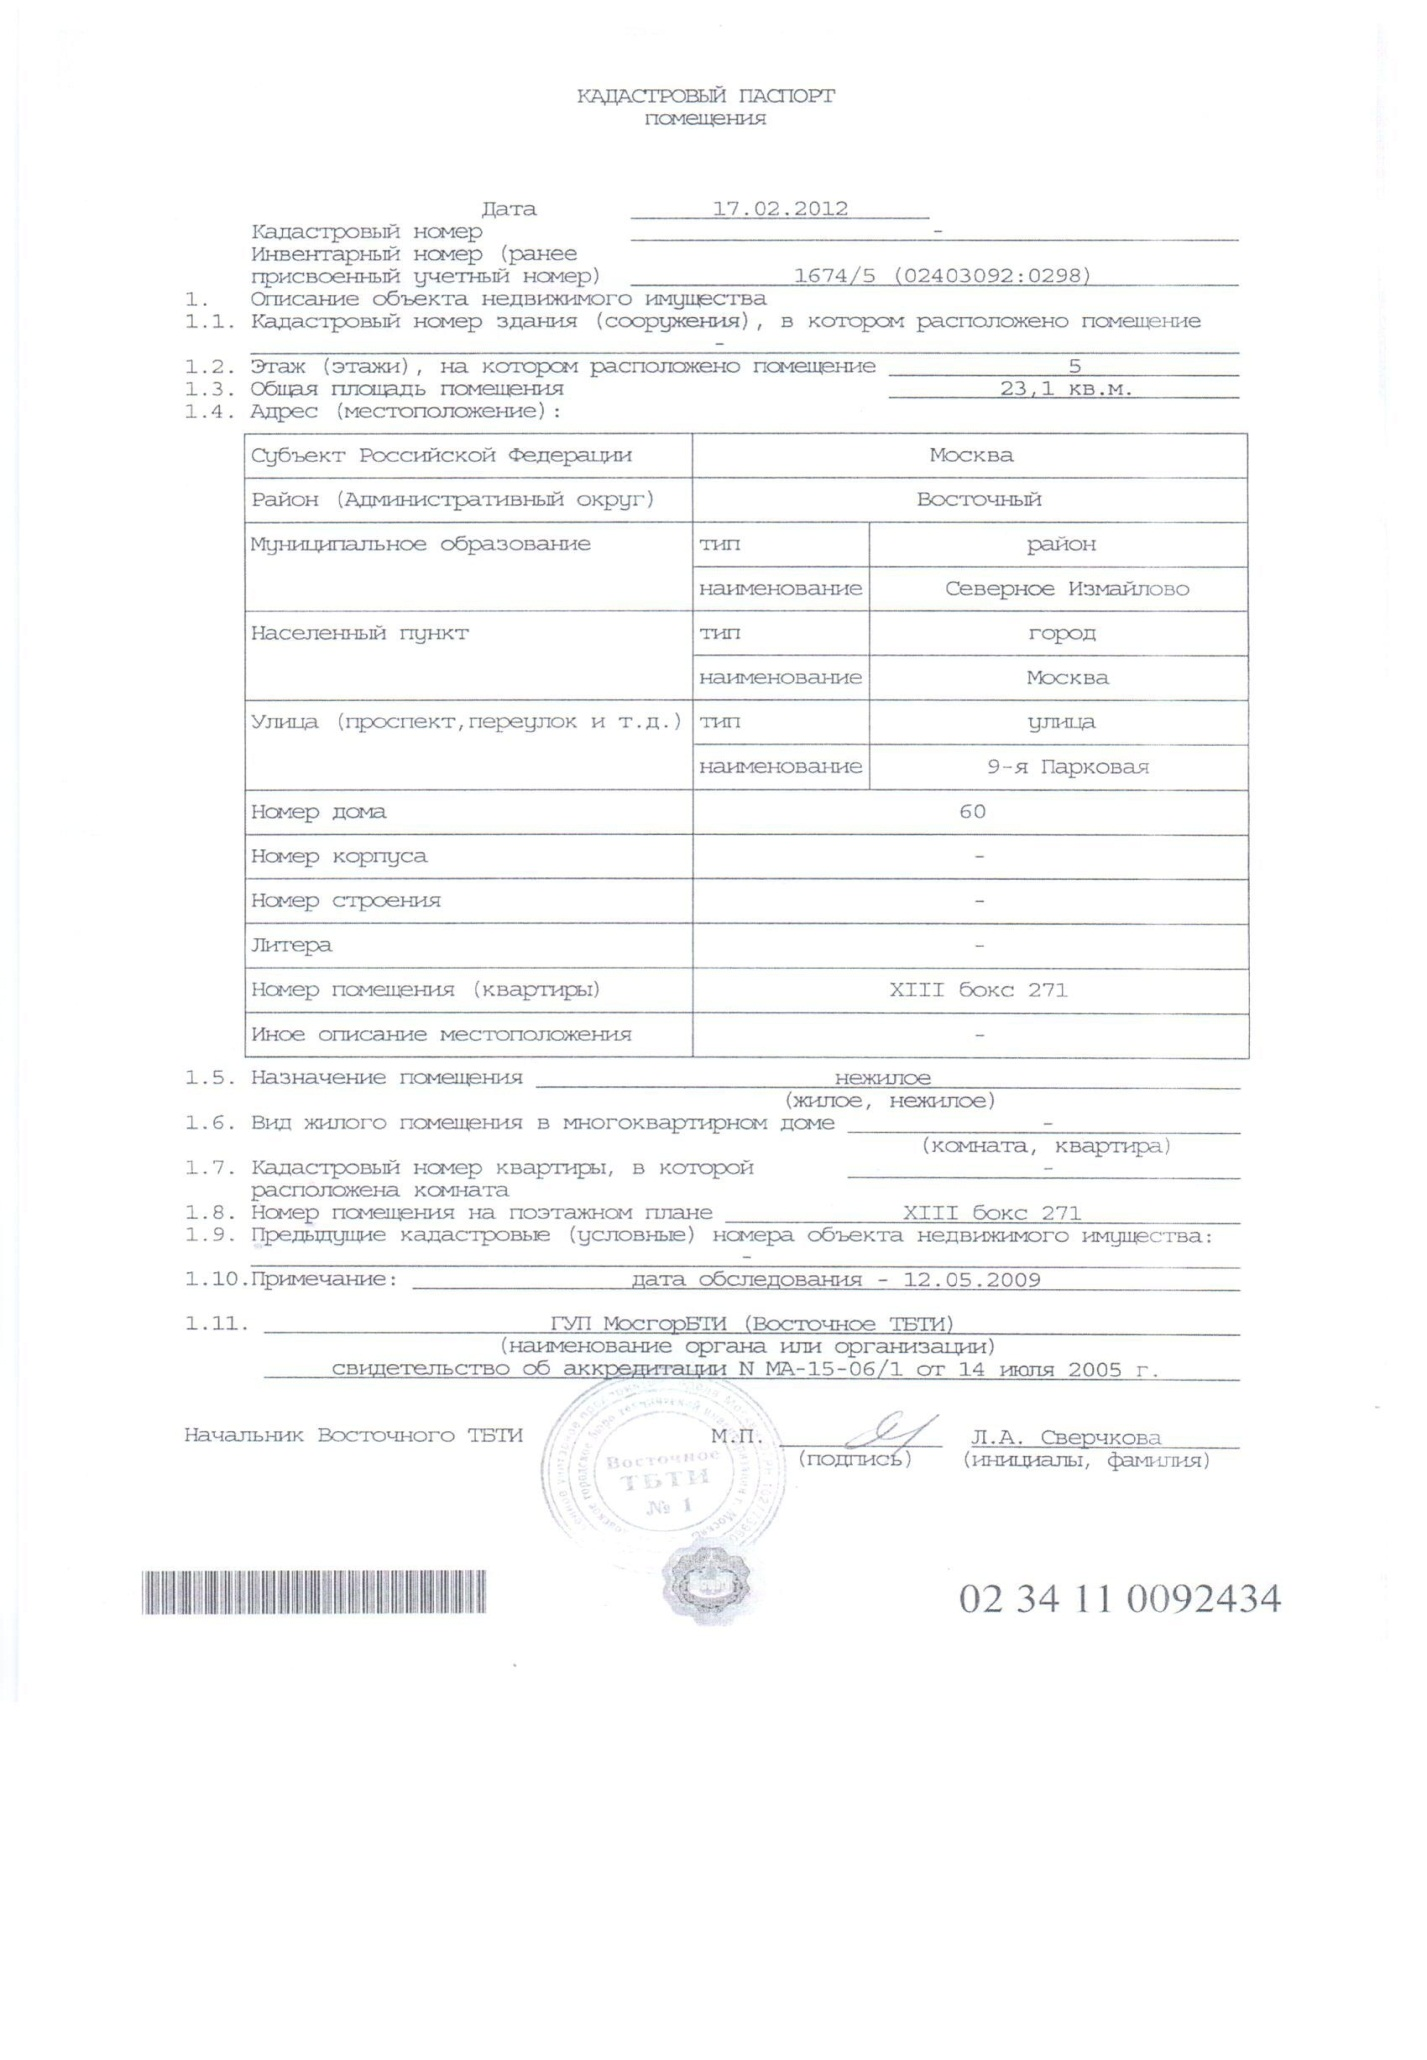 КАДАСТРОВЫЙ ПАСПОРТ
помещения
Дата 17.02.2012
Кадастровый номер -
Инвентарный номер (ранее
присвоенный учетный номер) 1674/5 (02403092:0298)
1. Описание объекта недвижимого имущества
1.1. Кадастровый номер здания (сооружения), в котором расположено помещение
-
1.2. Этаж (этажи), на котором расположено помещение 5
1.3. Общая площадь помещения 23,1 кв.м.
1.4. Адрес (местоположение):
Субъект Российской Федерации Москва
Район (Административный округ) Восточный
Муниципальное образование тип район
наименование Северное Измайлово
Населенный пункт тип город
наименование Москва
Улица (проспект,переулок и т.д.) тип улица
наименование 9-я Парковая
Номер дома 60
Номер корпуса -
Номер строения -
Литера -
Номер помещения (квартиры) XIII бокс 271
Иное описание местоположения -
1.5. Назначение помещения нежилое
(жилое, нежилое)
1.6. Вид жилого помещения в многоквартирном доме -
(комната, квартира)
1.7. Кадастровый номер квартиры, в которой -
расположена комната
1.8. Номер помещения на поэтажном плане XIII бокс 271
1.9. Предыдущие кадастровые (условные) номера объекта недвижимого имущества:
-
1.10. Примечание: дата обследования - 12.05.2009
1.11. ГУП МосгорБТИ (Восточное ТБТИ)
(наименование органа или организации)
свидетельство об аккредитации N МА-15-06/1 от 14 июля 2005 г.
Начальник Восточного ТБТИ М.П. Л.А. Сверчкова
(подпись) (инициалы, фамилия)
Восточное
ТБТИ
№ 1
02 34 11 0092434